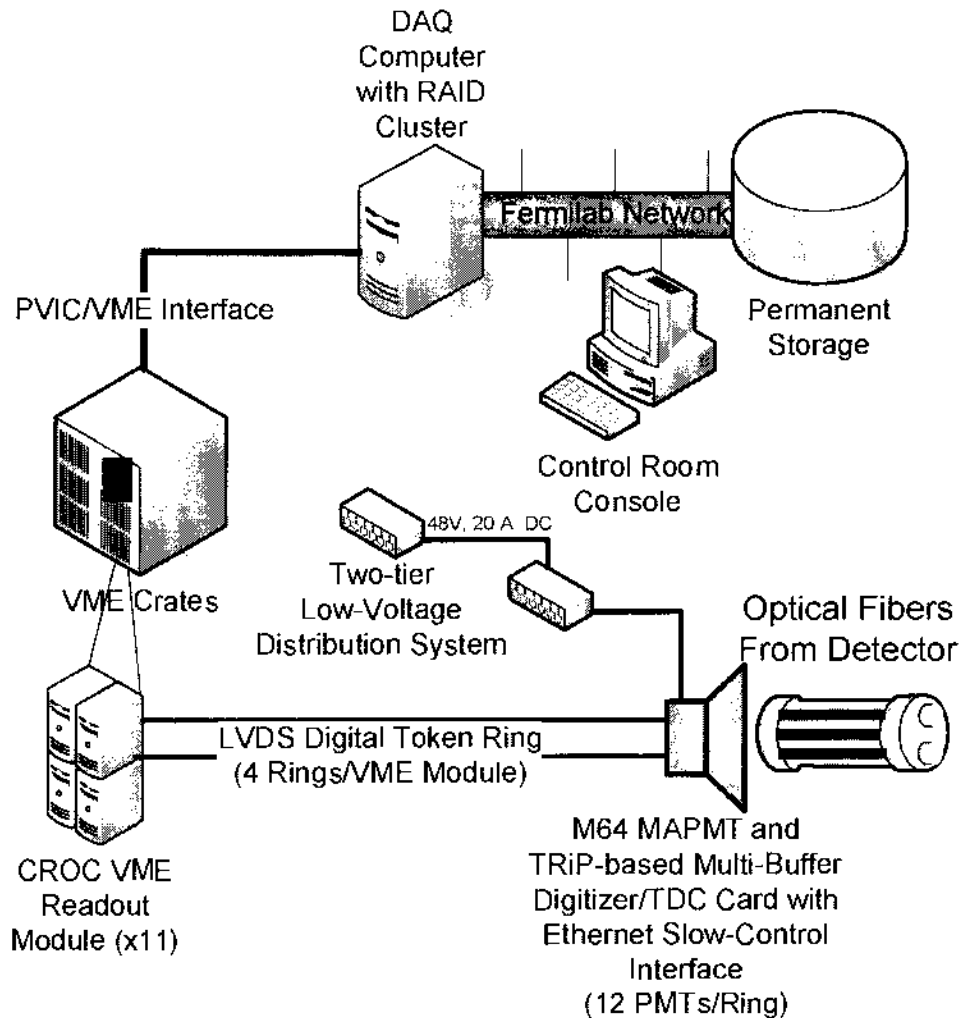 DAQ
Computer
with RAID
Cluster
Fermilab Network
PVIC/VME Interface
Permanent
Storage
Control Room
Console
48V, 20 A DC
Two-tier
Low-Voltage
Distribution System
VME Crates
Optical Fibers
From Detector
LVDS Digital Token Ring
(4 Rings/VME Module)
CROC VME
Readout
Module (x11)
M64 MAPMT and
TRiP-based Multi-Buffer
Digitizer/TDC Card with
Ethernet Slow-Control
Interface
(12 PMTs/Ring)